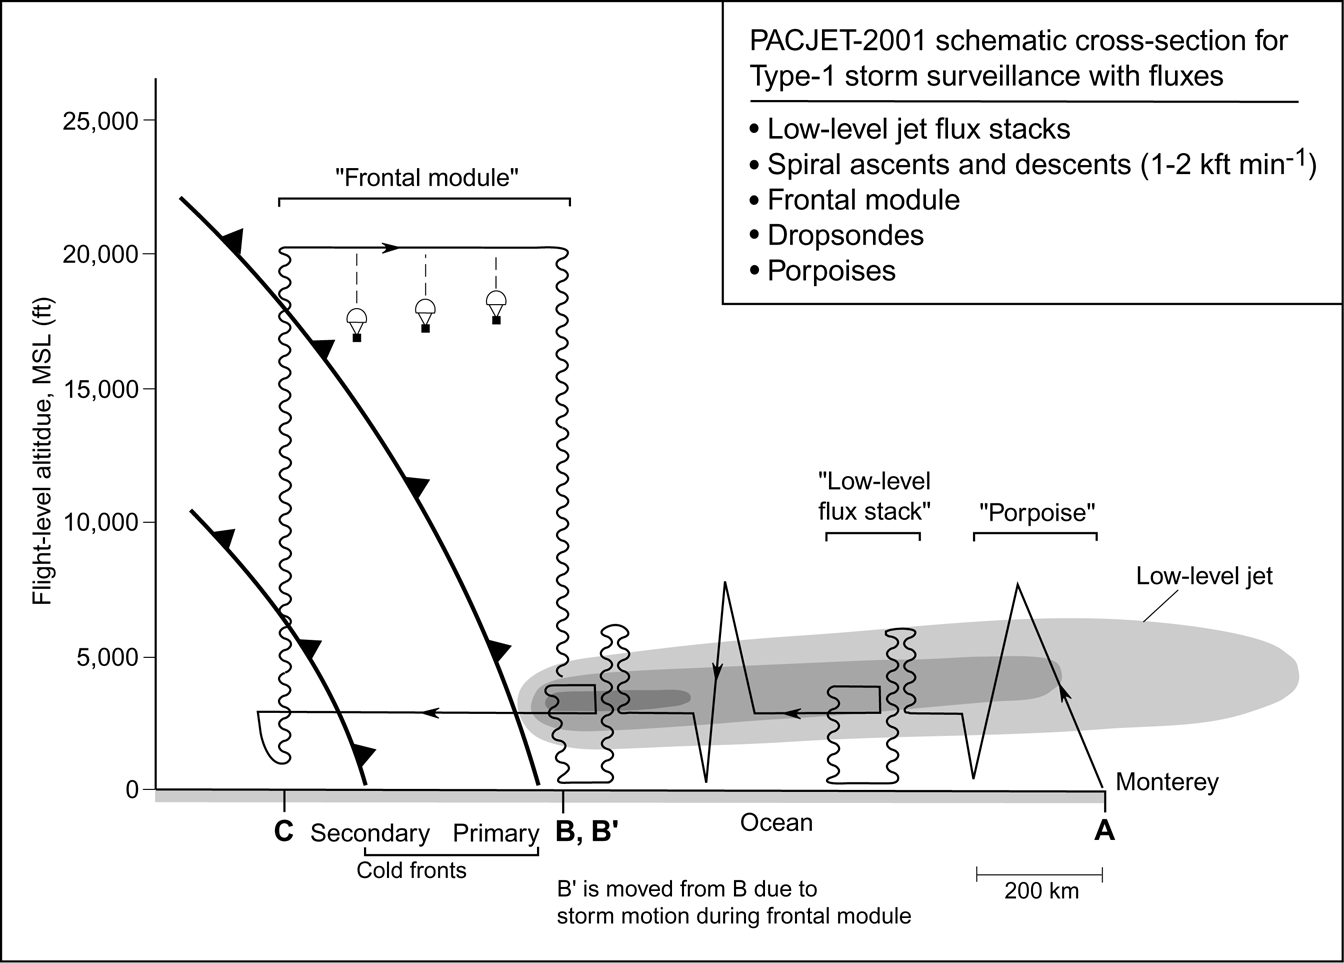 PACJET-2001 schematic cross-section for
Type-1 storm surveillance with fluxes
• Low-level jet flux stacks
• Spiral ascents and descents (1-2 kft min-1)
• Frontal module
• Dropsondes
• Porpoises
25,000
20,000
15,000
10,000
5,000
0
Flight-level altitdue, MSL (ft)
"Frontal module"
"Low-level
flux stack"
"Porpoise"
Low-level jet
Monterey
C
Secondary
Primary
B, B'
Ocean
A
Cold fronts
200 km
B' is moved from B due to
storm motion during frontal module